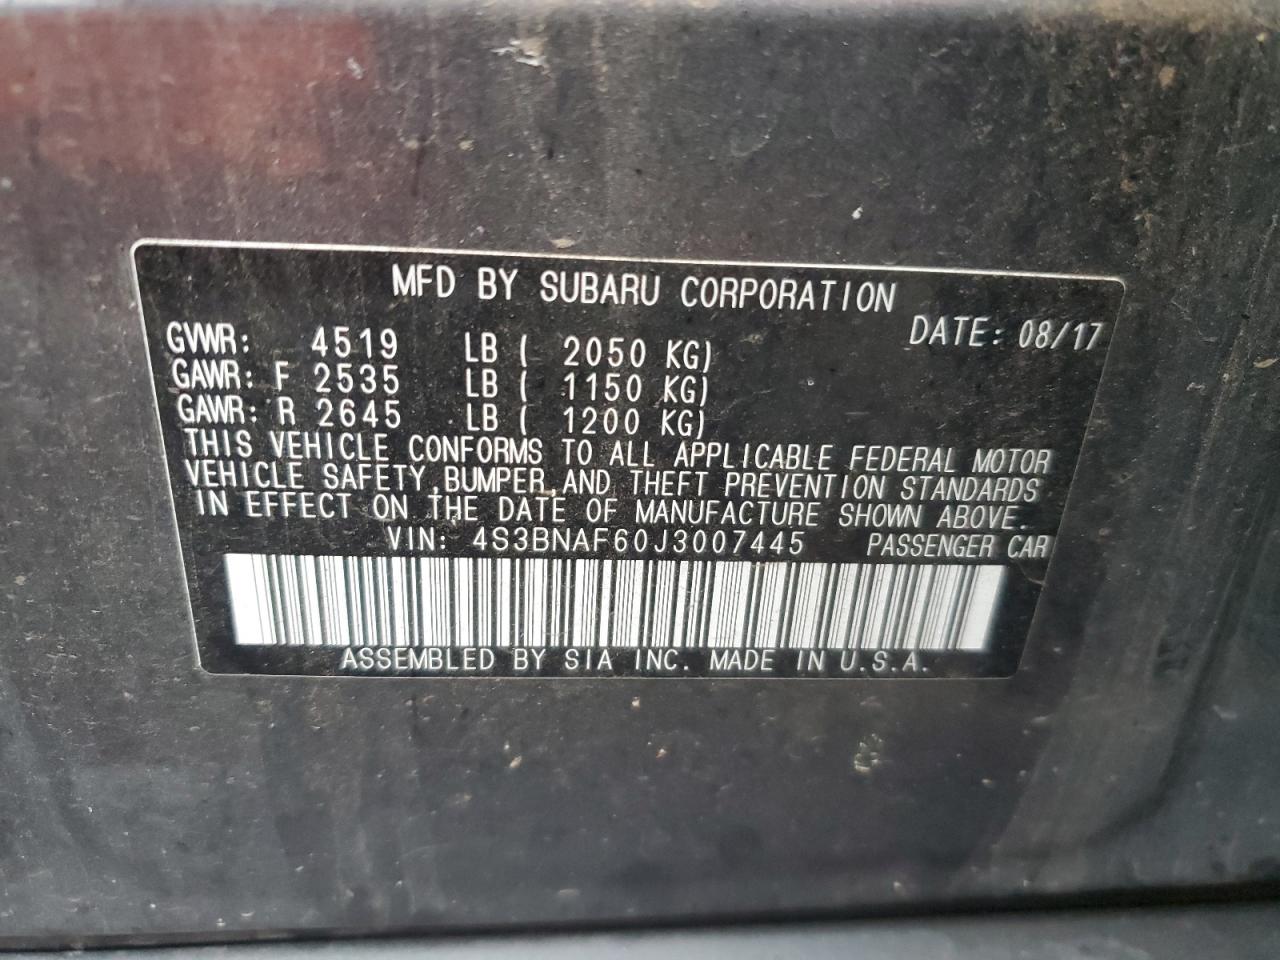 MFD BY SUBARU CORPORATION
DATE: 08/17
GVWR: 4519 LB ( 2050 KG)
GAWR: F 2535 LB ( 1150 KG)
GAWR: R 2645 LB ( 1200 KG)
THIS VEHICLE CONFORMS TO ALL APPLICABLE FEDERAL MOTOR
VEHICLE SAFETY, BUMPER, AND THEFT PREVENTION STANDARDS
IN EFFECT ON THE DATE OF MANUFACTURE SHOWN ABOVE.
VIN: 4S3BNAF60J3007445 PASSENGER CAR
ASSEMBLED BY SIA INC. MADE IN U.S.A.